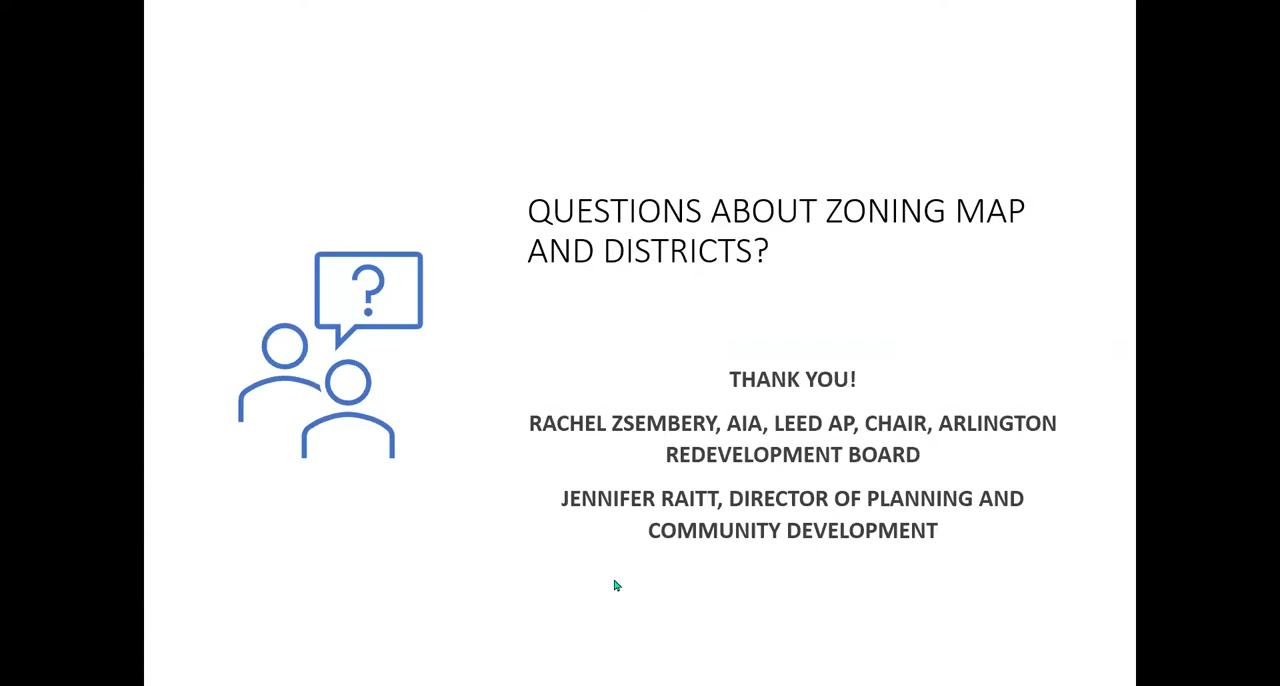 QUESTIONS ABOUT ZONING MAP
AND DISTRICTS?
?
THANK YOU!
RACHEL ZSEMBERY, AIA, LEED AP, CHAIR, ARLINGTON
REDEVELOPMENT BOARD
JENNIFER RAITT, DIRECTOR OF PLANNING AND
COMMUNITY DEVELOPMENT